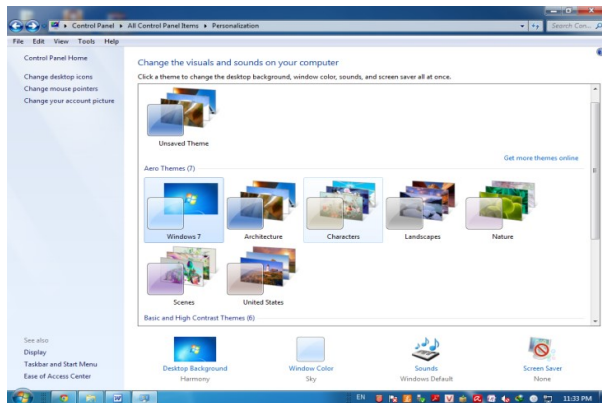 Control Panel ▸ All Control Panel Items ▸ Personalization
Search Con...
File Edit View Tools Help
Control Panel Home
Change desktop icons
Change mouse pointers
Change your account picture
Change the visuals and sounds on your computer
Click a theme to change the desktop background, window color, sounds, and screen saver all at once.
Unsaved Theme
Get more themes online
Aero Themes (7)
Windows 7 Architecture Characters Landscapes Nature
Scenes United States
Basic and High Contrast Themes (6)
See also
Display
Taskbar and Start Menu
Ease of Access Center
Desktop Background Window Color Sounds Screen Saver
Harmony Sky Windows Default None
EN 11:33 PM